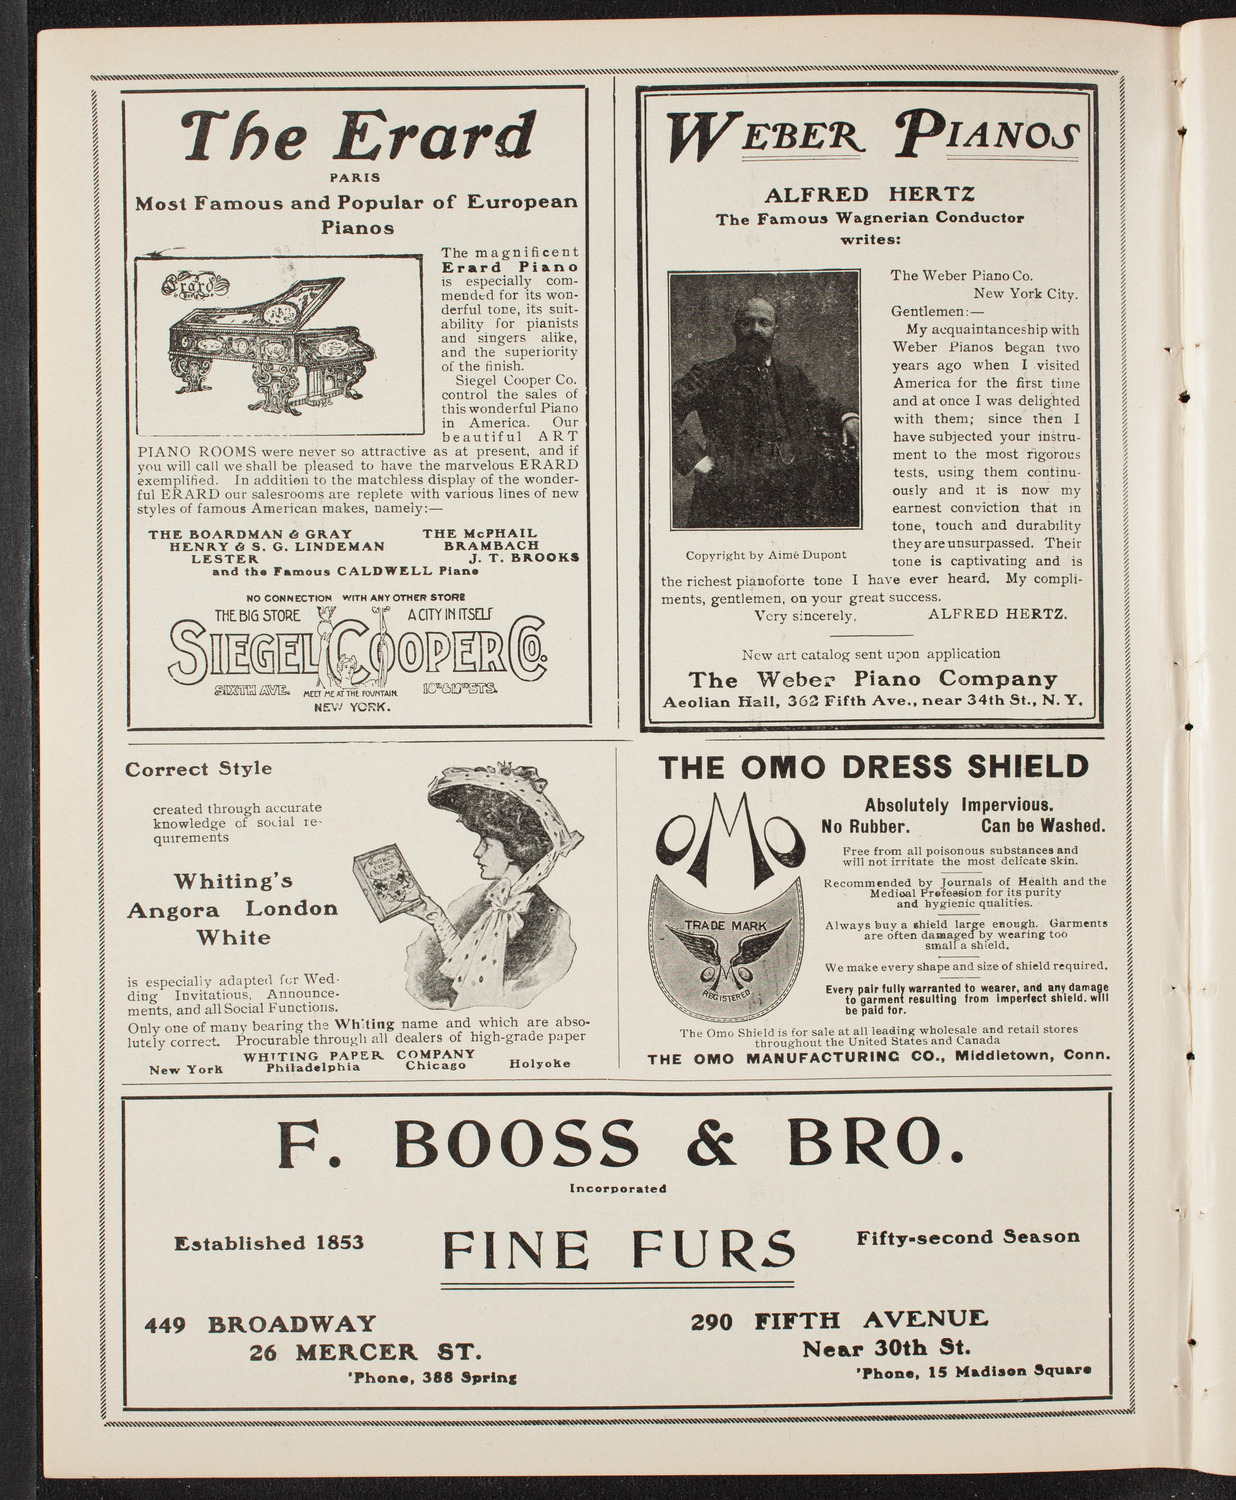 The Erard
PARIS
Most Famous and Popular of European
Pianos
Erard
The magnificent
Erard Piano
is especially com-
mended for its won-
derful tone, its suit-
ability for pianists
and singers alike,
and the superiority
of the finish.
Siegel Cooper Co.
control the sales of
this wonderful Piano
in America. Our
beautiful ART
PIANO ROOMS were never so attractive as at present, and if
you will call we shall be pleased to have the marvelous ERARD
exemplified. In addition to the matchless display of the wonder-
ful ERARD our salesrooms are replete with various lines of new
styles of famous American makes, namely:—
THE BOARDMAN & GRAY THE McPHAIL
HENRY & S. G. LINDEMAN BRAMBACH
LESTER J. T. BROOKS
and the Famous CALDWELL Piano
NO CONNECTION WITH ANY OTHER STORE
THE BIG STORE A CITY IN ITSELF
SIEGEL COOPER CO.
SIXTH AVE. MEET ME AT THE FOUNTAIN. 18TH & 19TH STS.
NEW YORK.
WEBER PIANOS
ALFRED HERTZ
The Famous Wagnerian Conductor
writes:
The Weber Piano Co.
New York City.
Gentlemen:—
My acquaintanceship with
Weber Pianos began two
years ago when I visited
America for the first time
and at once I was delighted
with them; since then I
have subjected your instru-
ment to the most rigorous
tests, using them continu-
ously and it is now my
earnest conviction that in
tone, touch and durability
they are unsurpassed. Their
tone is captivating and is
Copyright by Aimé Dupont
the richest pianoforte tone I have ever heard. My compli-
ments, gentlemen, on your great success.
Very sincerely, ALFRED HERTZ.
New art catalog sent upon application
The Weber Piano Company
Aeolian Hall, 362 Fifth Ave., near 34th St., N. Y.
Correct Style
created through accurate
knowledge of social re-
quirements
Whiting's
Angora London
White
is especially adapted for Wed-
ding Invitations, Announce-
ments, and all Social Functions.
Only one of many bearing the Whiting name and which are abso-
lutely correct. Procurable through all dealers of high-grade paper
WHITING PAPER COMPANY
New York Philadelphia Chicago Holyoke
THE OMO DRESS SHIELD
OMO
TRADE MARK
OMO
REGISTERED
Absolutely Impervious.
No Rubber. Can be Washed.
Free from all poisonous substances and
will not irritate the most delicate skin.
Recommended by Journals of Health and the
Medical Profession for its purity
and hygienic qualities.
Always buy a shield large enough. Garments
are often damaged by wearing too
small a shield.
We make every shape and size of shield required.
Every pair fully warranted to wearer, and any damage
to garment resulting from imperfect shield, will
be paid for.
The Omo Shield is for sale at all leading wholesale and retail stores
throughout the United States and Canada
THE OMO MANUFACTURING CO., Middletown, Conn.
F. BOOSS & BRO.
Incorporated
Established 1853 FINE FURS Fifty-second Season
449 BROADWAY
26 MERCER ST.
'Phone, 388 Spring
290 FIFTH AVENUE
Near 30th St.
'Phone, 15 Madison Square